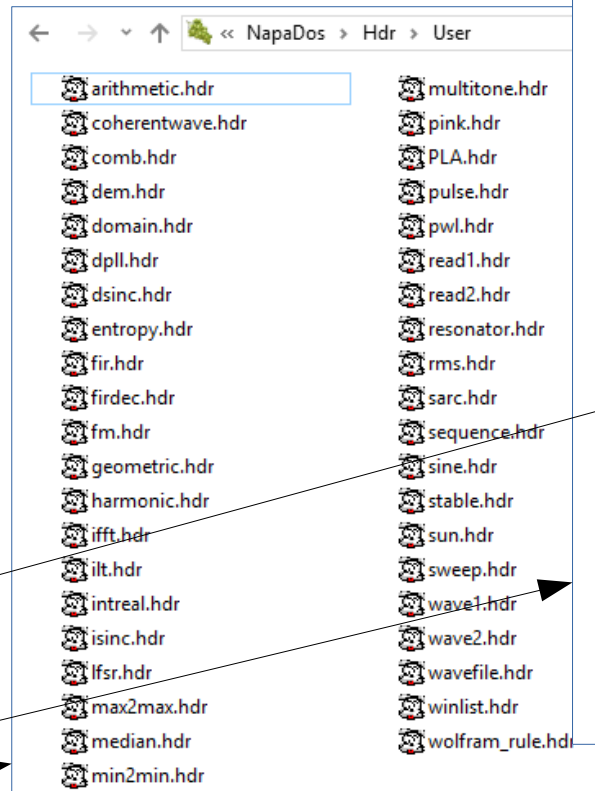 « NapaDos > Hdr > User
arithmetic.hdr
coherentwave.hdr
comb.hdr
dem.hdr
domain.hdr
dpll.hdr
dsinc.hdr
entropy.hdr
fir.hdr
firdec.hdr
fm.hdr
geometric.hdr
harmonic.hdr
ifft.hdr
ilt.hdr
intreal.hdr
isinc.hdr
lfsr.hdr
max2max.hdr
median.hdr
min2min.hdr
multitone.hdr
pink.hdr
PLA.hdr
pulse.hdr
pwl.hdr
read1.hdr
read2.hdr
resonator.hdr
rms.hdr
sarc.hdr
sequence.hdr
sine.hdr
stable.hdr
sun.hdr
sweep.hdr
wave1.hdr
wave2.hdr
wavefile.hdr
winlist.hdr
wolfram_rule.hdr